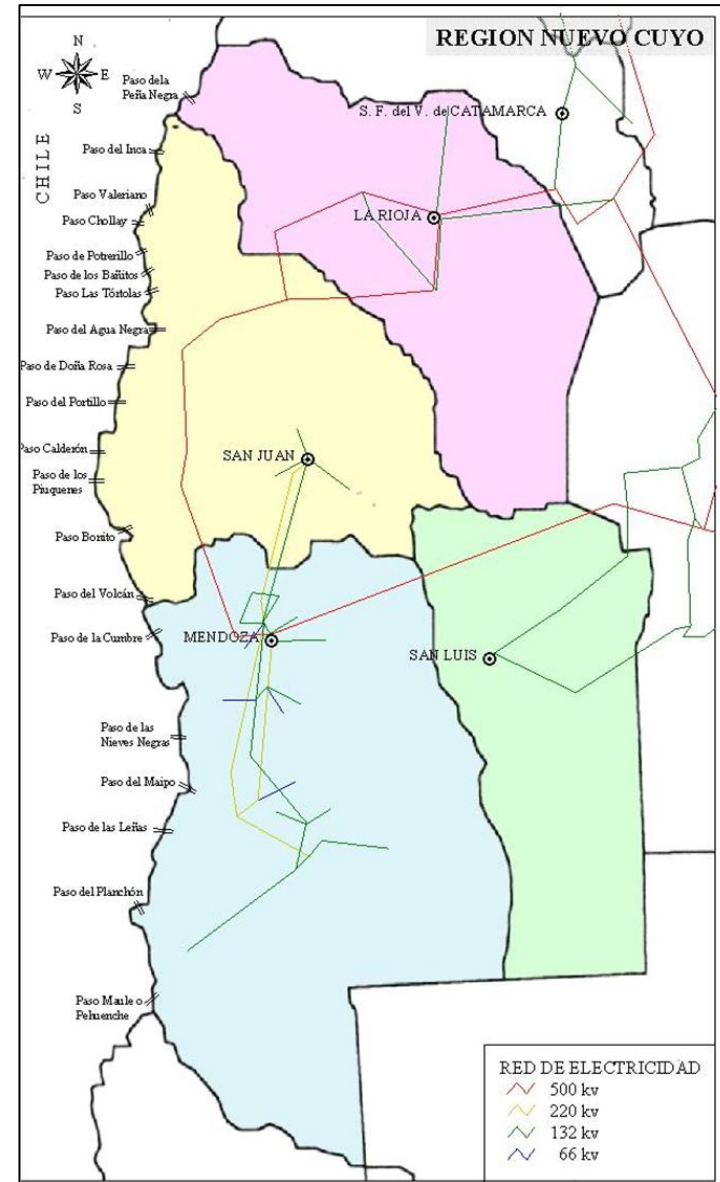 REGION NUEVO CUYO
N
W E
S
CHILE
Paso dela
Peña Negra
S. F. del V. de CATAMARCA
Paso del Inca
Paso Valeriano
LA RIOJA
Paso Chollay
Paso de Potrerillo
Paso de los Bañitos
Paso Las Tórtolas
Paso del Agua Negra
Paso de Doña Rosa
Paso del Portillo
Paso Calderón
SAN JUAN
Paso de los
Piuquenes
Paso Borrito
Paso del Volcán
Paso de la Cumbre
MENDOZA
SAN LUIS
Paso de las
Nieves Negras
Paso del Maipo
Paso de las Leñas
Paso del Planchón
Paso Maule o
Pehuenche
RED DE ELECTRICIDAD
500 kv
220 kv
132 kv
66 kv